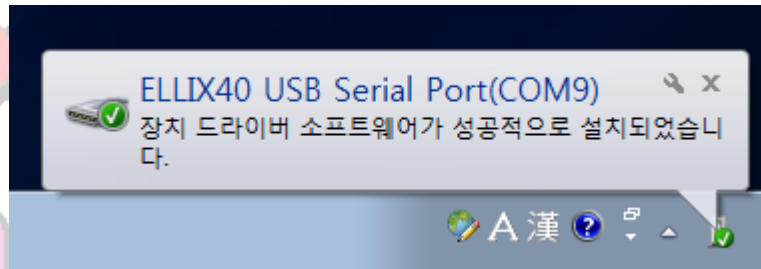 ELLIX40 USB Serial Port(COM9)
장치 드라이버 소프트웨어가 성공적으로 설치되었습니
다.
A 漢 ?